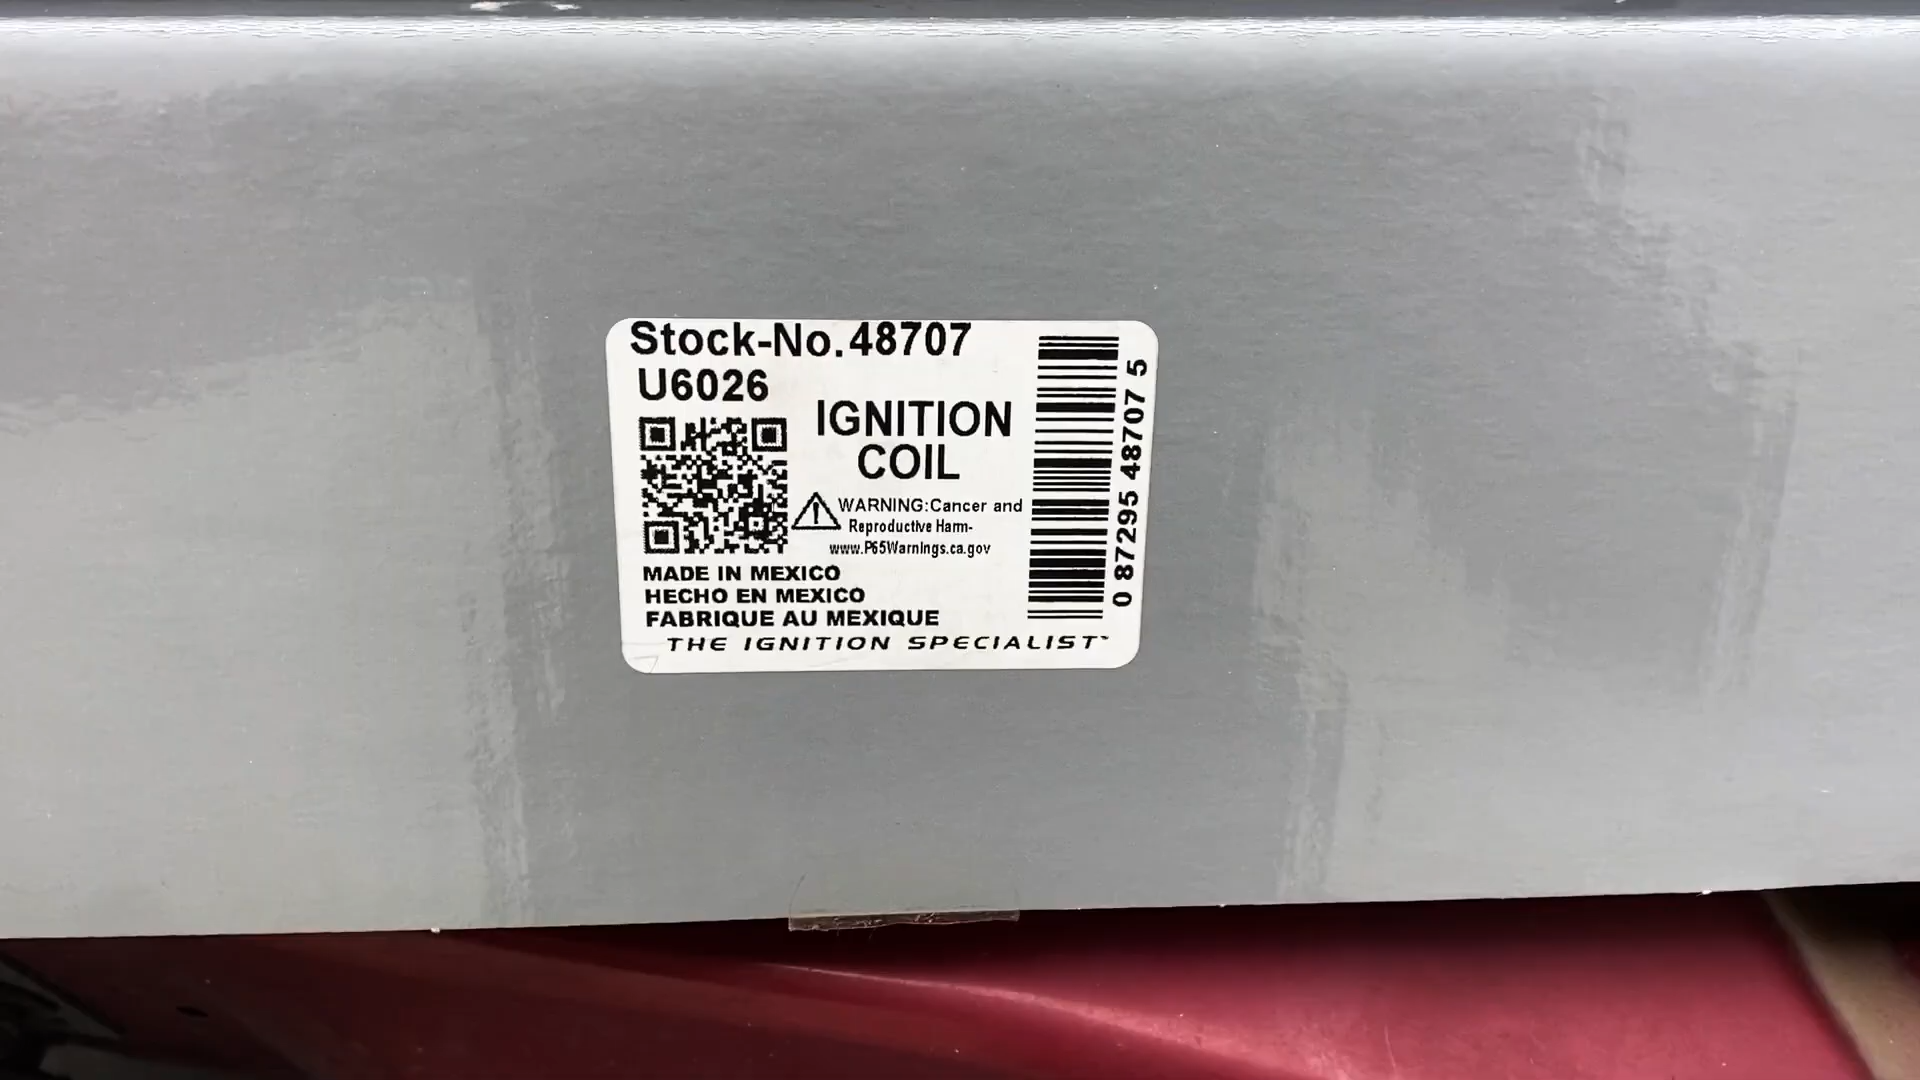 Stock-No.48707
U6026
IGNITION
COIL
WARNING:Cancer and
Reproductive Harm-
www.P65Warnings.ca.gov
MADE IN MEXICO
HECHO EN MEXICO
FABRIQUE AU MEXIQUE
THE IGNITION SPECIALIST™
0 87295 48707 5